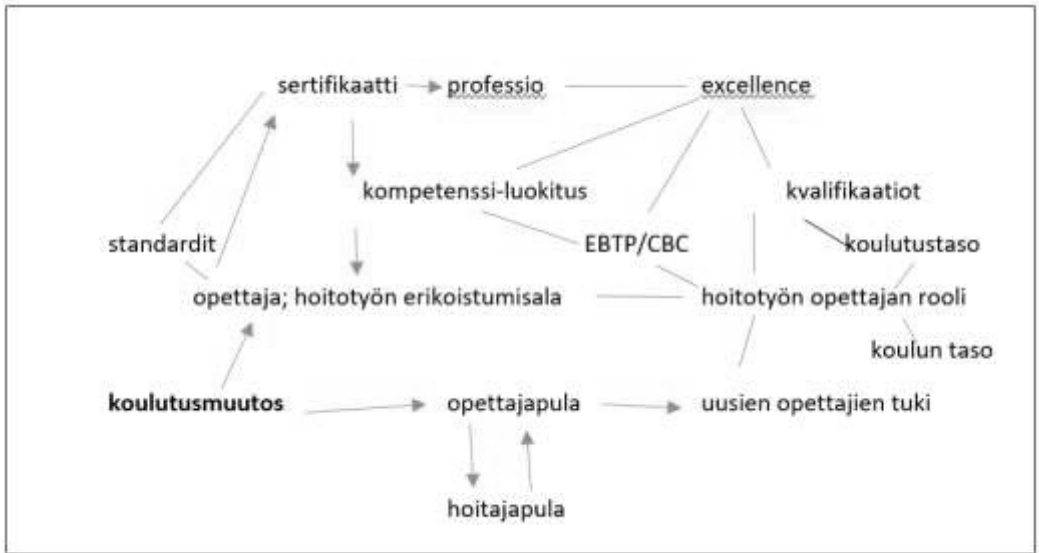 sertifikaatti professio excellence
kompetenssi-luokitus kvalifikaatiot
standardit EBTP/CBC koulutustaso
opettaja; hoitotyön erikoistumisala hoitotyön opettajan rooli
koulun taso
koulutusmuutos opettajapula uusien opettajien tuki
hoitajapula